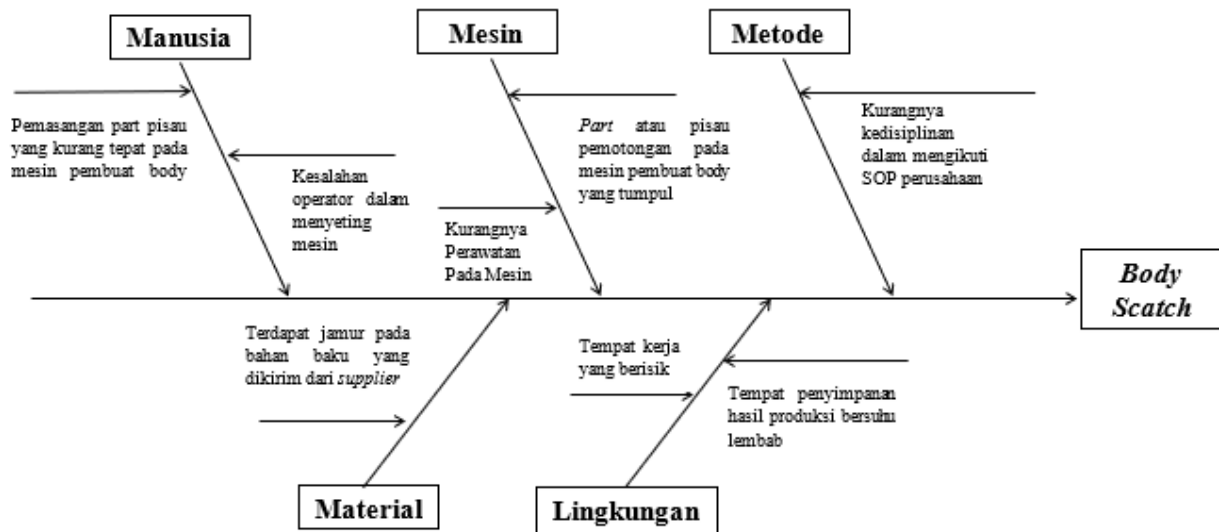 Manusia
Mesin
Metode
Pemasangan part pisau
yang kurang tepat pada
mesin pembuat body
Kesalahan
operator dalam
menyeting
mesin
Part atau pisau
pemotongan pada
mesin pembuat body
yang tumpul
Kurangnya
Perawatan
Pada Mesin
Kurangnya
kedisiplinan
dalam mengikuti
SOP perusahaan
Body
Scatch
Terdapat jamur pada
bahan baku yang
dikirim dari supplier
Tempat kerja
yang berisik
Tempat penyimpanan
hasil produksi bersuhu
lembab
Material
Lingkungan